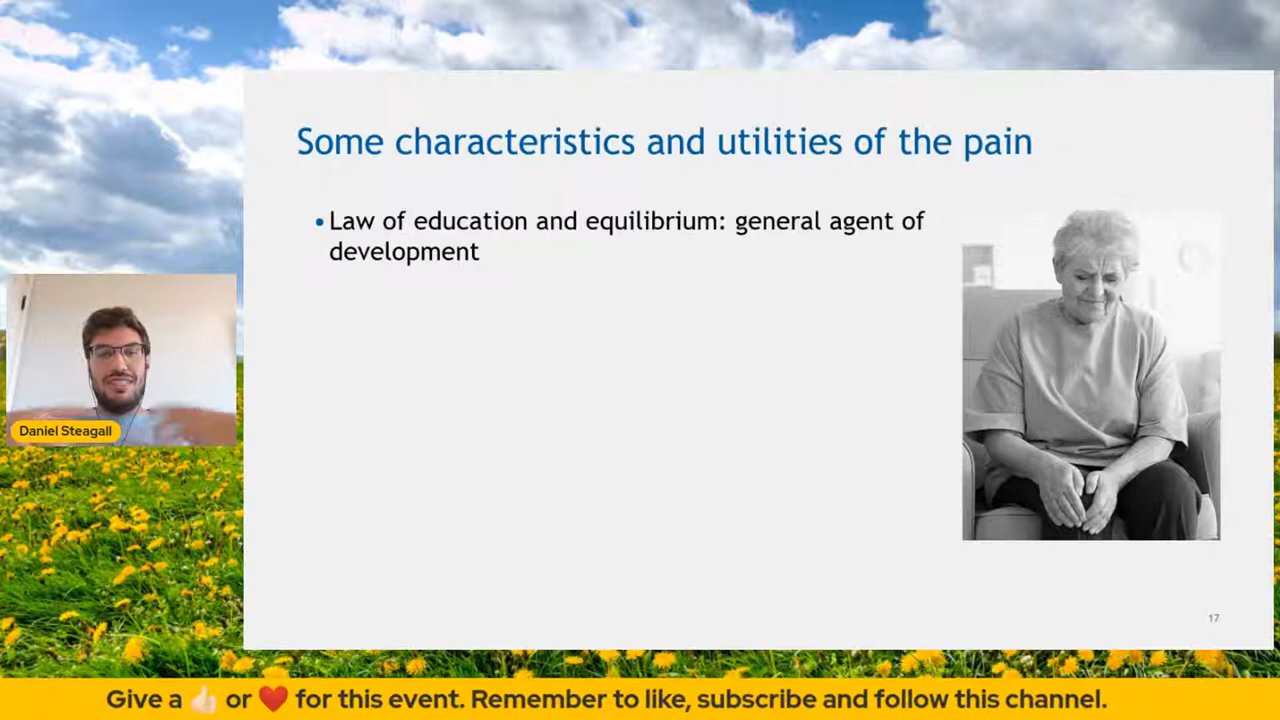 Some characteristics and utilities of the pain
• Law of education and equilibrium: general agent of
development
Daniel Steagall
17
Give a 👍🏻 or ❤️ for this event. Remember to like, subscribe and follow this channel.